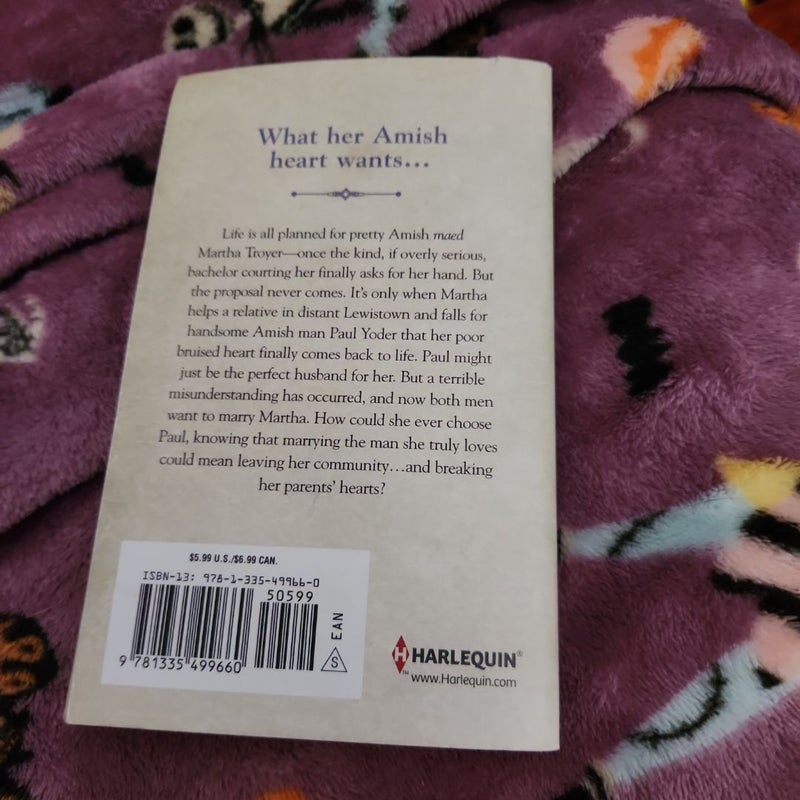 What her Amish
heart wants...
Life is all planned for pretty Amish maed
Martha Troyer—once the kind, if overly serious,
bachelor courting her finally asks for her hand. But
the proposal never comes. It's only when Martha
helps a relative in distant Lewistown and falls for
handsome Amish man Paul Yoder that her poor
bruised heart finally comes back to life. Paul might
just be the perfect husband for her. But a terrible
misunderstanding has occurred, and now both men
want to marry Martha. How could she ever choose
Paul, knowing that marrying the man she truly loves
could mean leaving her community...and breaking
her parents' hearts?
$5.99 U.S./$6.99 CAN.
ISBN-13: 978-1-335-49966-0
50599
9 781335 499660
S
EAN
H HARLEQUIN®
™ www.Harlequin.com